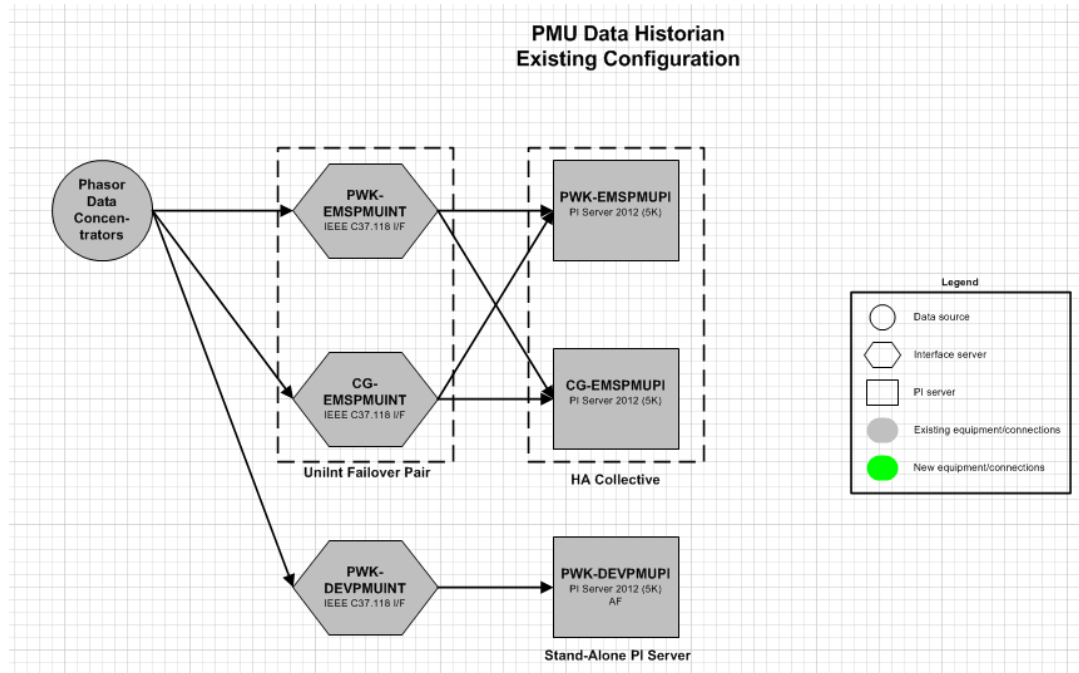 PMU Data Historian
Existing Configuration
Phasor
Data
Concen-
trators
PWK-
EMSPMUINT
IEEE C37.118 I/F
PWK-EMSPMUPI
PI Server 2012 (5K)
CG-
EMSPMUINT
IEEE C37.118 I/F
CG-EMSPMUPI
PI Server 2012 (5K)
UniInt Failover Pair
HA Collective
PWK-
DEVPMUINT
IEEE C37.118 I/F
PWK-DEVPMUPI
PI Server 2012 (5K)
AF
Stand-Alone PI Server
Legend
Data source
Interface server
PI server
Existing equipment/connections
New equipment/connections